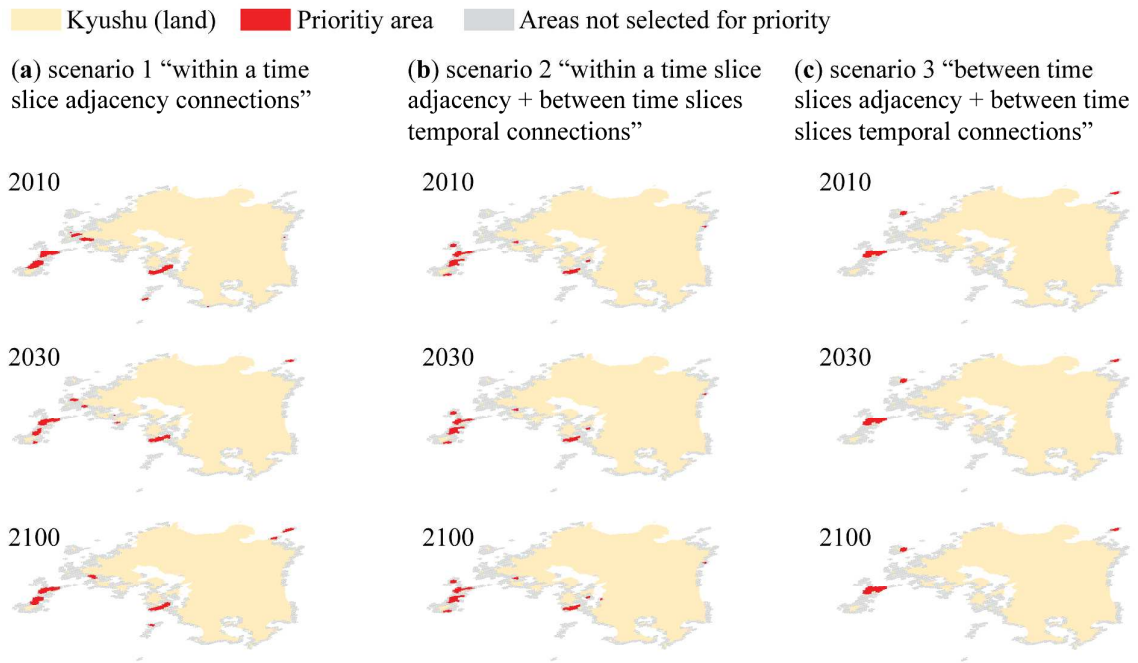 Kyushu (land) Prioritiy area Areas not selected for priority
(a) scenario 1 “within a time
slice adjacency connections”
(b) scenario 2 “within a time slice
adjacency + between time slices
temporal connections”
(c) scenario 3 “between time
slices adjacency + between time
slices temporal connections”
2010 2010 2010
2030 2030 2030
2100 2100 2100